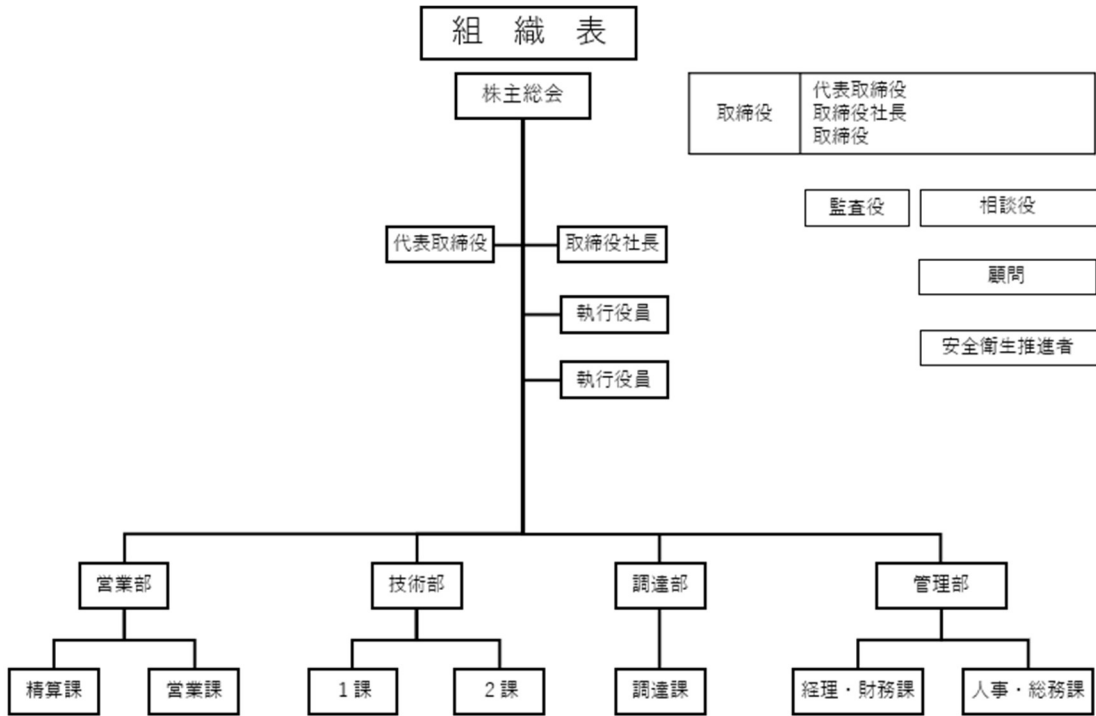 組 織 表
株主総会
取締役
代表取締役
取締役社長
取締役
監査役
相談役
代表取締役
取締役社長
顧問
執行役員
安全衛生推進者
執行役員
営業部
技術部
調達部
管理部
精算課
営業課
1課
2課
調達課
経理・財務課
人事・総務課